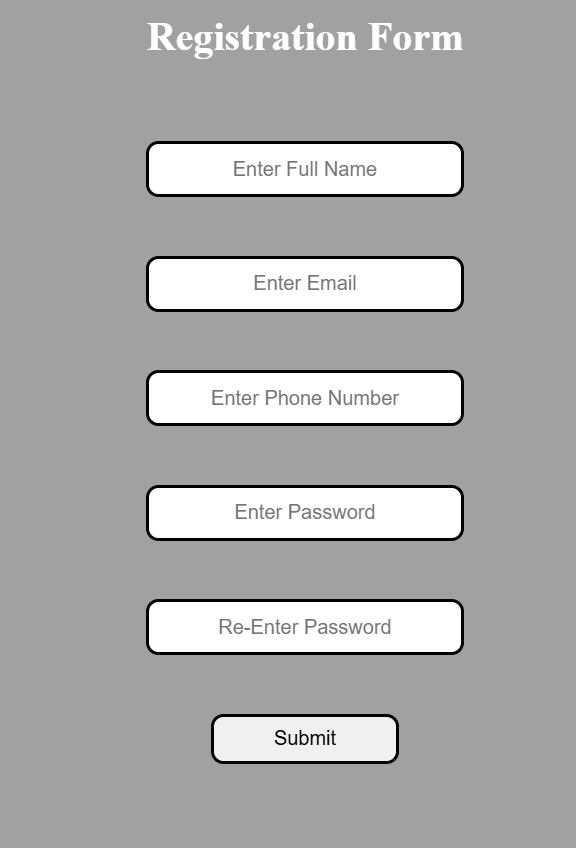 Registration Form
Enter Full Name
Enter Email
Enter Phone Number
Enter Password
Re-Enter Password
Submit